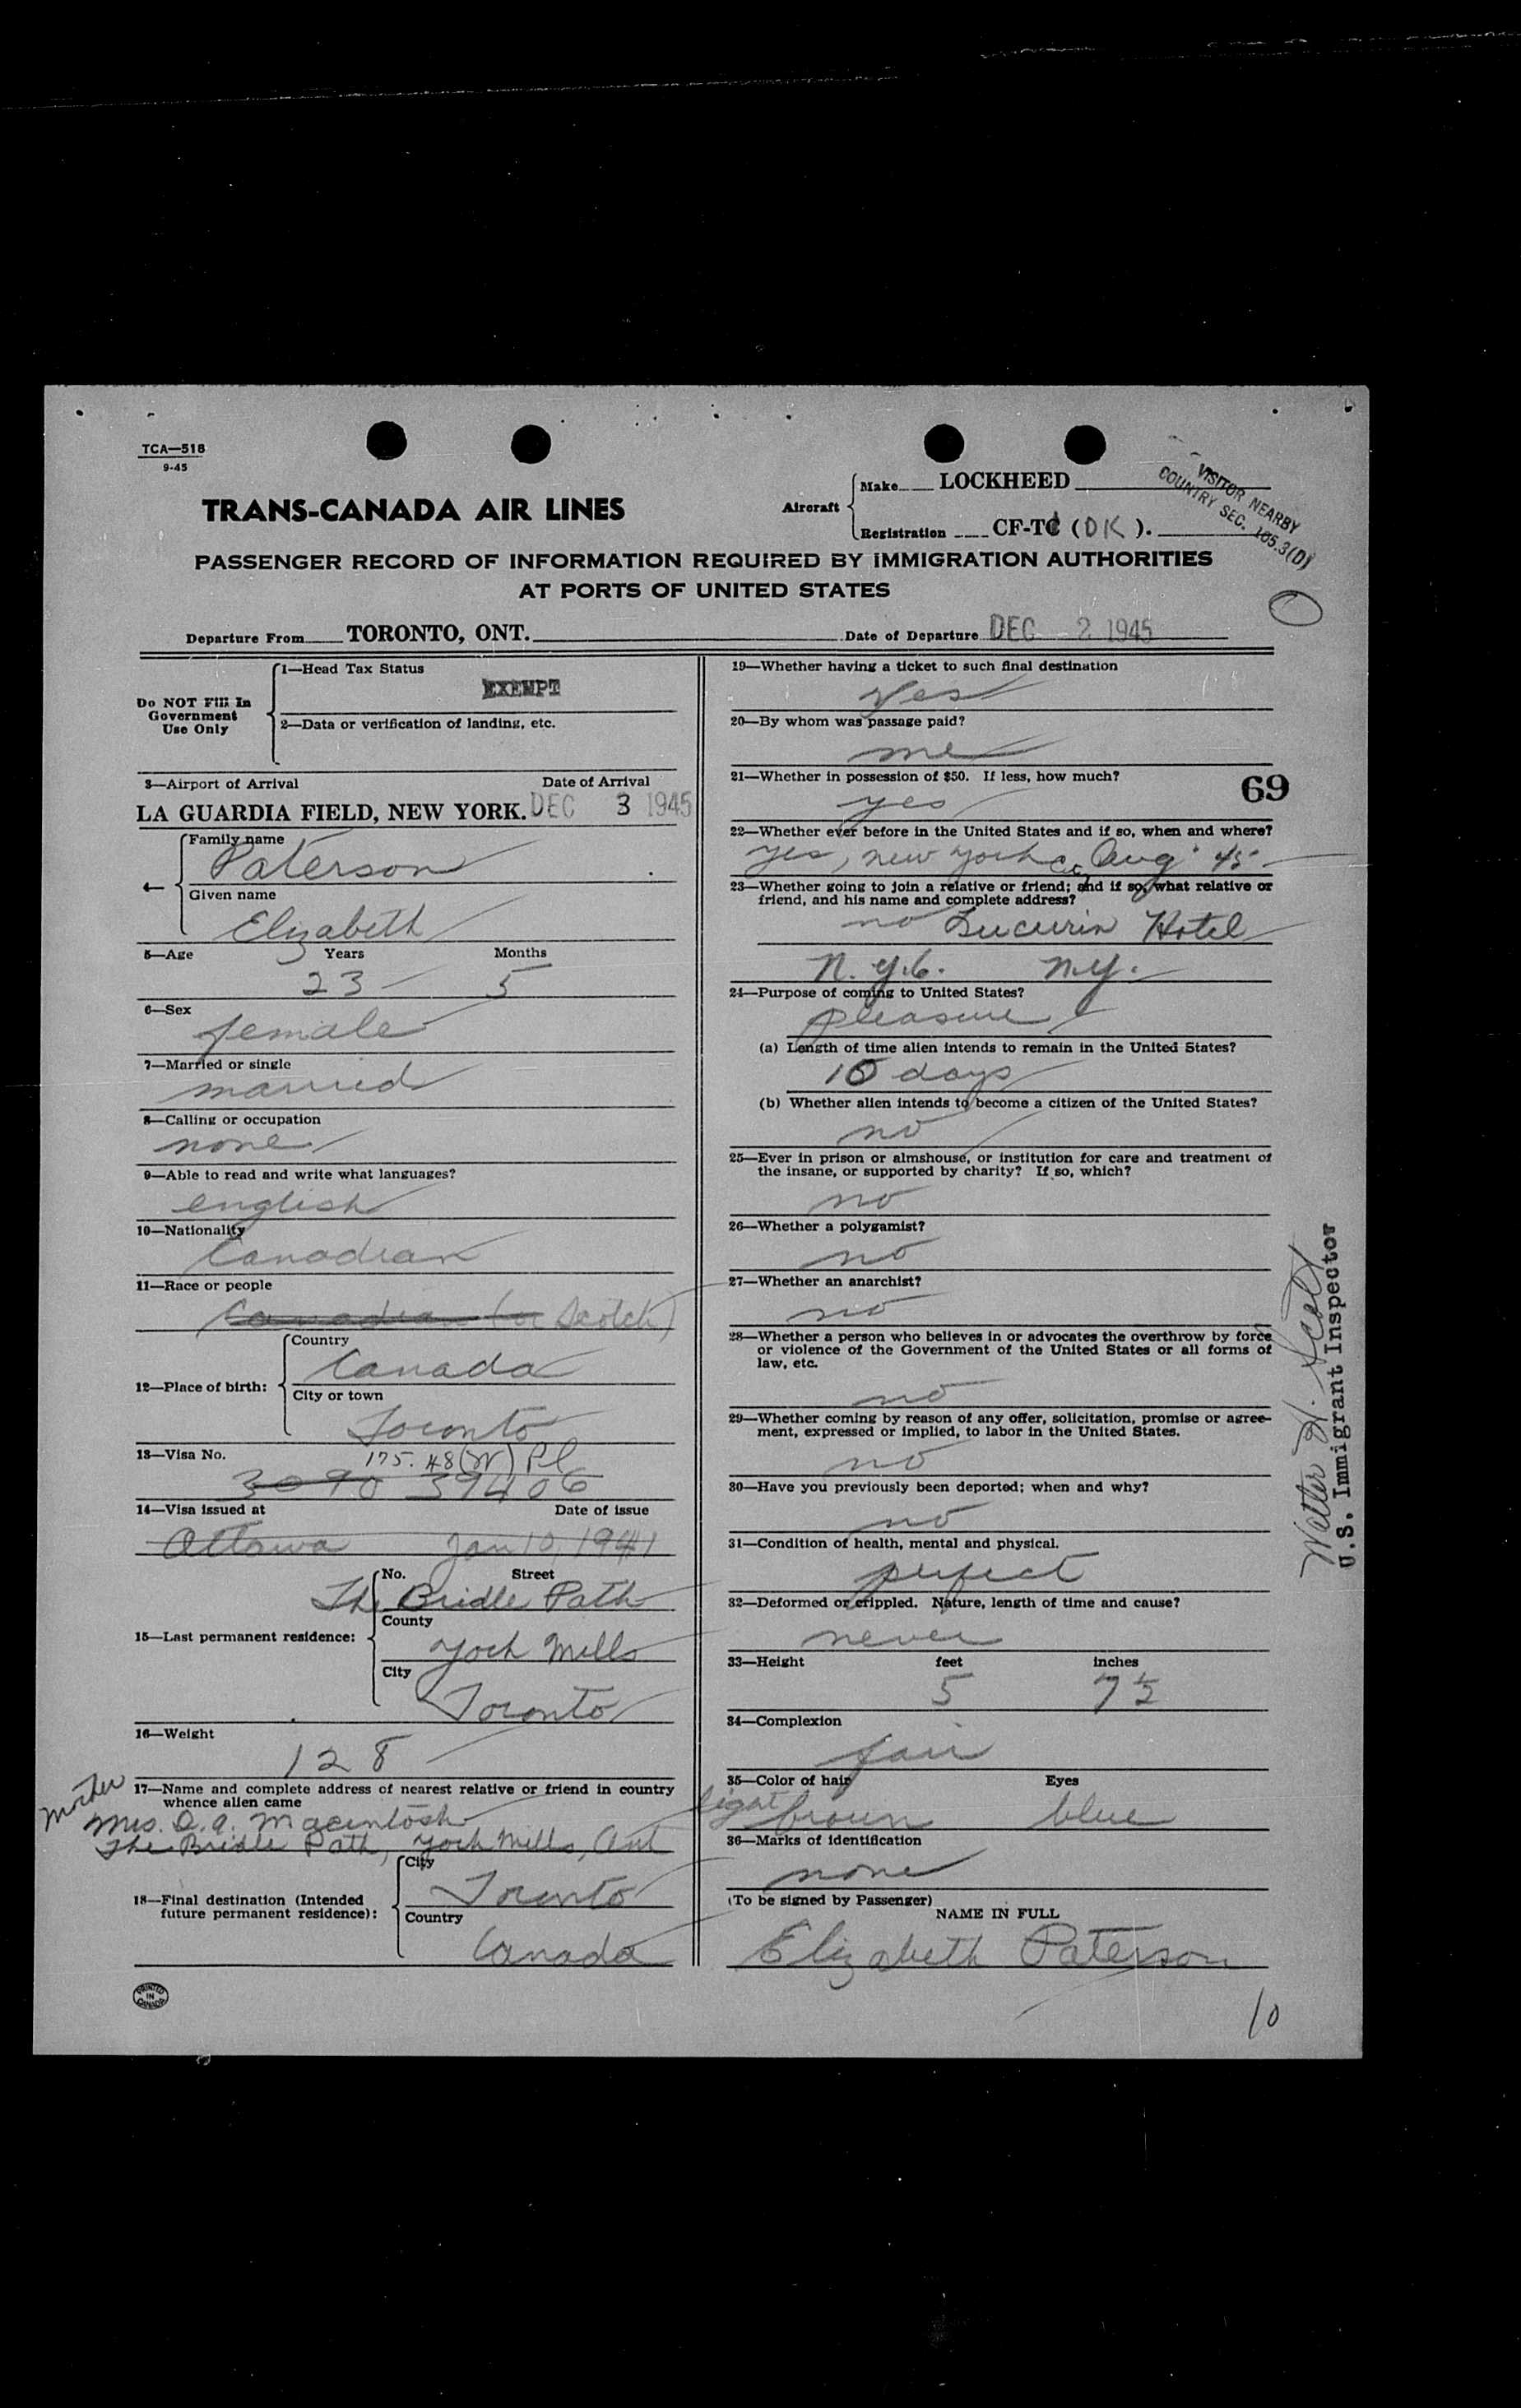 TCA—518
9-45
TRANS-CANADA AIR LINES
Aircraft
Make LOCKHEED
Registration CF-TC (DK).
VISITOR NEARBY
COUNTRY SEC. 165.3(D)
PASSENGER RECORD OF INFORMATION REQUIRED BY IMMIGRATION AUTHORITIES
AT PORTS OF UNITED STATES
Departure From TORONTO, ONT. Date of Departure DEC 2 1945
Do NOT Fill In
Government
Use Only
1—Head Tax Status
EXEMPT
2—Data or verification of landing, etc.
3—Airport of Arrival Date of Arrival
LA GUARDIA FIELD, NEW YORK. DEC 3 1945
4—
Family name
Paterson
Given name
Elizabeth
5—Age Years Months
23 5
6—Sex
female
7—Married or single
married
8—Calling or occupation
none
9—Able to read and write what languages?
english
10—Nationality
Canadian
11—Race or people
Canadian (or Scotch)
12—Place of birth:
Country
Canada
City or town
Toronto
13—Visa No.
175.48(W) Pl
3090 39406
14—Visa issued at Date of issue
Ottawa Jan 10, 1941
15—Last permanent residence:
No. Street
The Bridle Path
County
York Mills
City
Toronto
16—Weight
128
17—Name and complete address of nearest relative or friend in country
whence alien came
mother
Mrs. D. A. Macintosh
The Bridle Path, York Mills, Ont
18—Final destination (Intended
future permanent residence):
City
Toronto
Country
Canada
PRINTED
IN
CANADA
19—Whether having a ticket to such final destination
Yes
20—By whom was passage paid?
me
21—Whether in possession of $50. If less, how much?
yes
69
22—Whether ever before in the United States and if so, when and where?
yes, new york City Aug 45
23—Whether going to join a relative or friend; and if so, what relative or
friend, and his name and complete address?
no Hotel
N.Y.C. N.Y.
24—Purpose of coming to United States?
pleasure
(a) Length of time alien intends to remain in the United States?
10 days
(b) Whether alien intends to become a citizen of the United States?
no
25—Ever in prison or almshouse, or institution for care and treatment of
the insane, or supported by charity? If so, which?
no
26—Whether a polygamist?
no
27—Whether an anarchist?
no
28—Whether a person who believes in or advocates the overthrow by force
or violence of the Government of the United States or all forms of
law, etc.
no
29—Whether coming by reason of any offer, solicitation, promise or agree-
ment, expressed or implied, to labor in the United States.
no
30—Have you previously been deported; when and why?
no
31—Condition of health, mental and physical.
perfect
32—Deformed or crippled. Nature, length of time and cause?
never
33—Height feet inches
5 7½
34—Complexion
fair
35—Color of hair Eyes
light brown blue
36—Marks of identification
none
(To be signed by Passenger)
NAME IN FULL
Elizabeth Paterson
10
Walter H. Scott
U.S. Immigrant Inspector